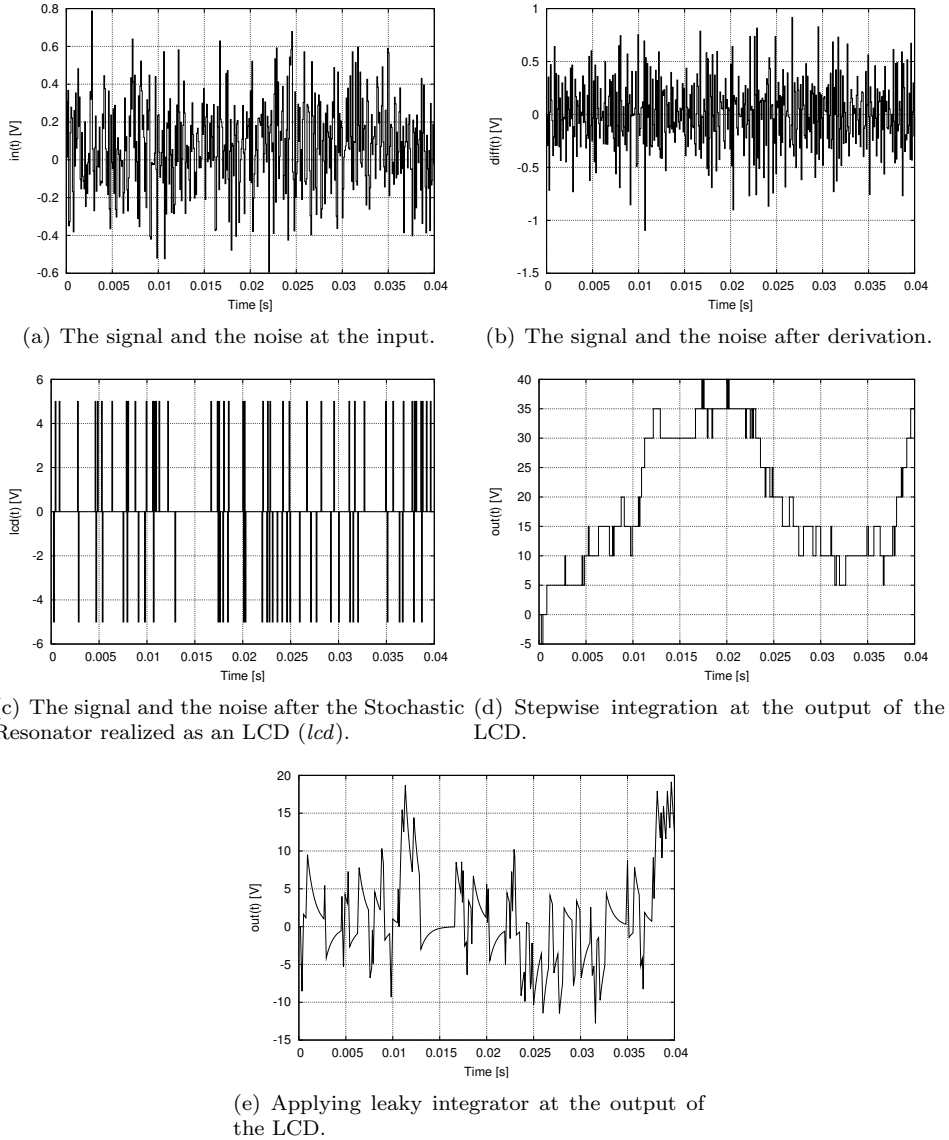 0.8
0.6
0.4
0.2
0
-0.2
-0.4
-0.6
in(t) [V]
0 0.005 0.01 0.015 0.02 0.025 0.03 0.035 0.04
Time [s]
(a) The signal and the noise at the input.
1
0.5
0
-0.5
-1
-1.5
diff(t) [V]
0 0.005 0.01 0.015 0.02 0.025 0.03 0.035 0.04
Time [s]
(b) The signal and the noise after derivation.
6
4
2
0
-2
-4
-6
lcd(t) [V]
0 0.005 0.01 0.015 0.02 0.025 0.03 0.035 0.04
Time [s]
(c) The signal and the noise after the Stochastic
Resonator realized as an LCD (lcd).
40
35
30
25
20
15
10
5
0
-5
out(t) [V]
0 0.005 0.01 0.015 0.02 0.025 0.03 0.035 0.04
Time [s]
(d) Stepwise integration at the output of the
LCD.
20
15
10
5
0
-5
-10
-15
out(t) [V]
0 0.005 0.01 0.015 0.02 0.025 0.03 0.035 0.04
Time [s]
(e) Applying leaky integrator at the output of
the LCD.